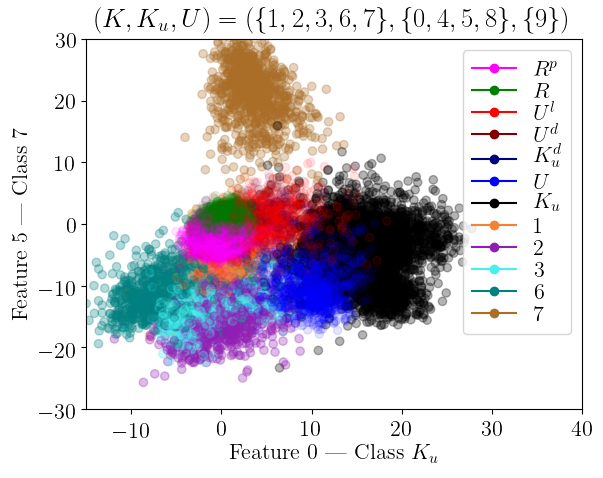 (K, K_u, U) = ({1, 2, 3, 6, 7}, {0, 4, 5, 8}, {9})
30
20
10
0
−10
−20
−30
Feature 5 — Class 7
R^p
R
U^l
U^d
K_u^d
U
K_u
1
2
3
6
7
−10
0
10
20
30
40
Feature 0 — Class K_u